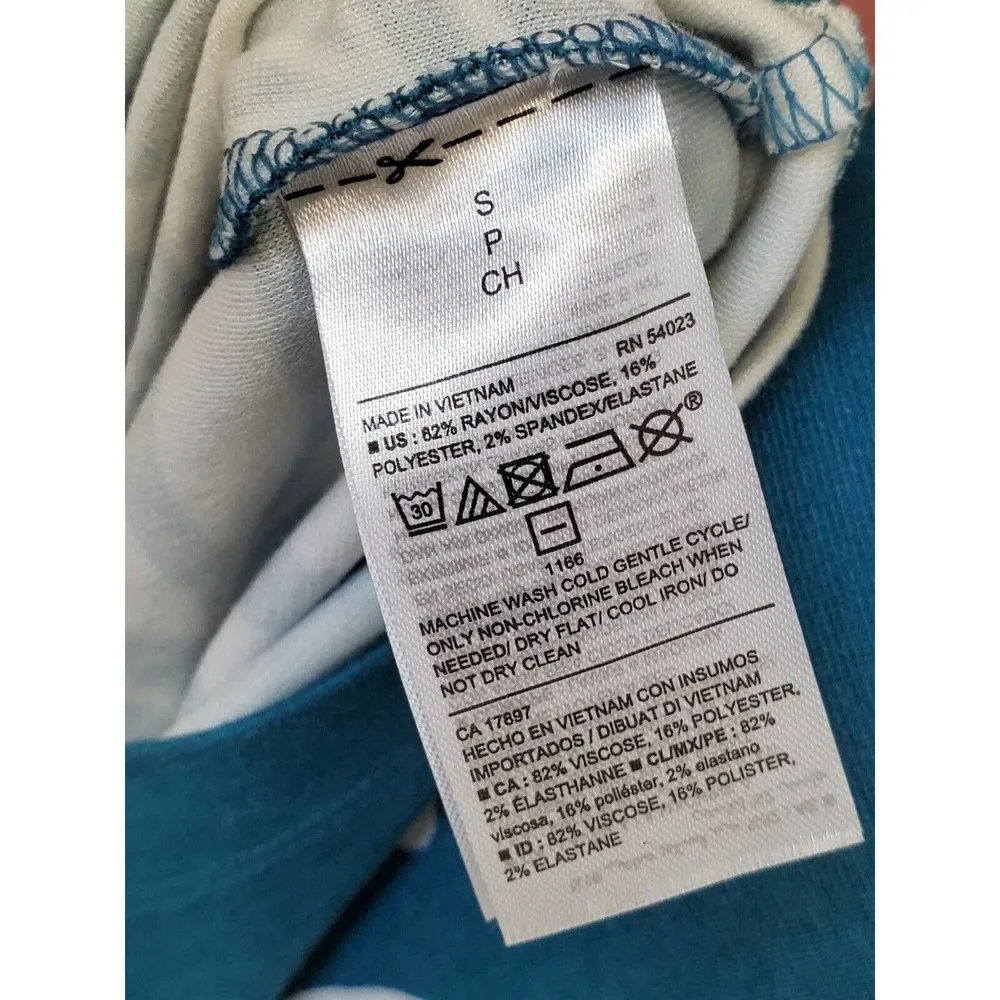 S
P
CH
MADE IN VIETNAM RN 54023
■ US : 82% RAYON/VISCOSE, 16%
POLYESTER, 2% SPANDEX/ELASTANE
®
30
1166
MACHINE WASH COLD GENTLE CYCLE/
ONLY NON-CHLORINE BLEACH WHEN
NEEDED/ DRY FLAT/ COOL IRON/ DO
NOT DRY CLEAN
CA 17897
HECHO EN VIETNAM CON INSUMOS
IMPORTADOS / DIBUAT DI VIETNAM
■ CA : 82% VISCOSE, 16% POLYESTER,
2% ÉLASTHANNE ■ CL/MX/PE : 82%
viscosa, 16% poliéster, 2% elastano
■ ID : 82% VISCOSE, 16% POLISTER,
2% ELASTANE